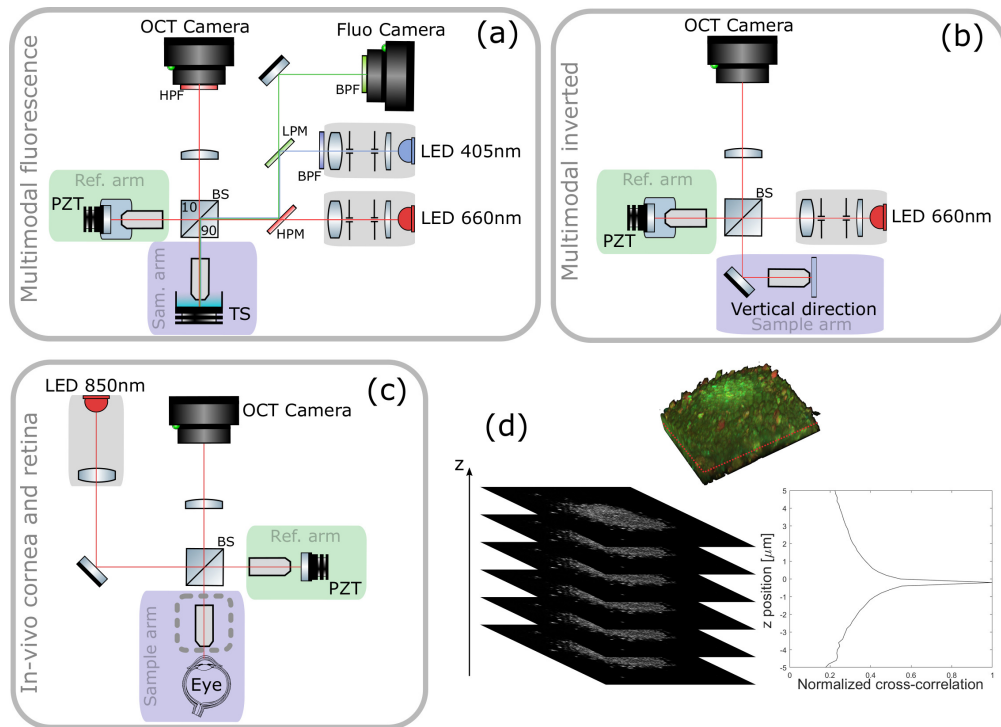 Multimodal fluorescence
OCT Camera
(a)
Fluo Camera
HPF
BPF
LPM
LED 405nm
BPF
Ref. arm
PZT
10
BS
90
LED 660nm
HPM
Sam. arm
TS
Multimodal inverted
OCT Camera
(b)
Ref. arm
PZT
BS
LED 660nm
Vertical direction
Sample arm
In-vivo cornea and retina
LED 850nm
(c)
OCT Camera
BS
Ref. arm
PZT
Sample arm
Eye
(d)
z
z position [μm]
5
4
3
2
1
0
-1
-2
-3
-4
-5
0
0.2
0.4
0.6
0.8
1
Normalized cross-correlation